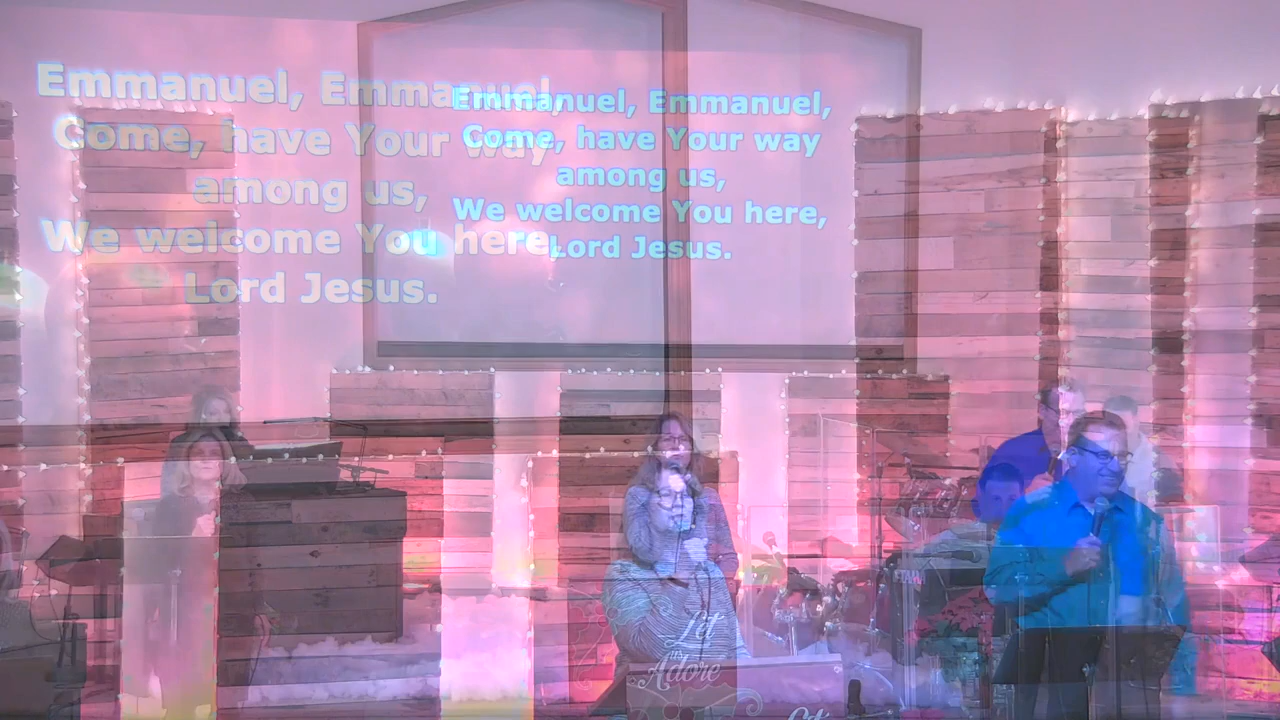 Emmanuel, Emmanuel,
Come, have Your way
among us,
We welcome You here,
Lord Jesus.
Emmanuel, Emmanuel,
Come, have Your way
among us,
We welcome You here,
Lord Jesus.
Let
us
Adore